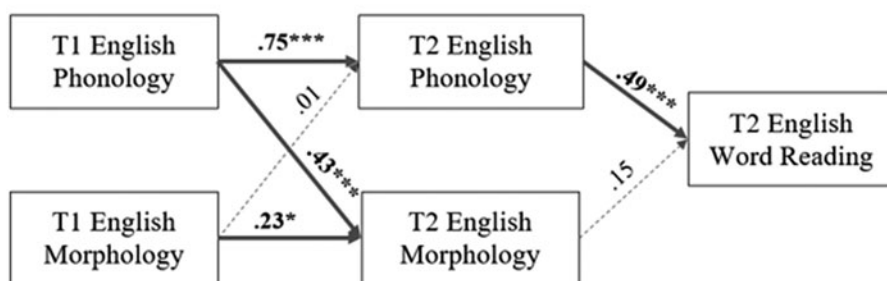 T1 English
Phonology
.75***
T2 English
Phonology
.01
.43***
.49***
T2 English
Word Reading
.15
T1 English
Morphology
.23*
T2 English
Morphology